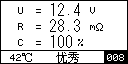 U = 12.4 V
R = 28.3 mΩ
C = 100 %
42℃ 优秀 008